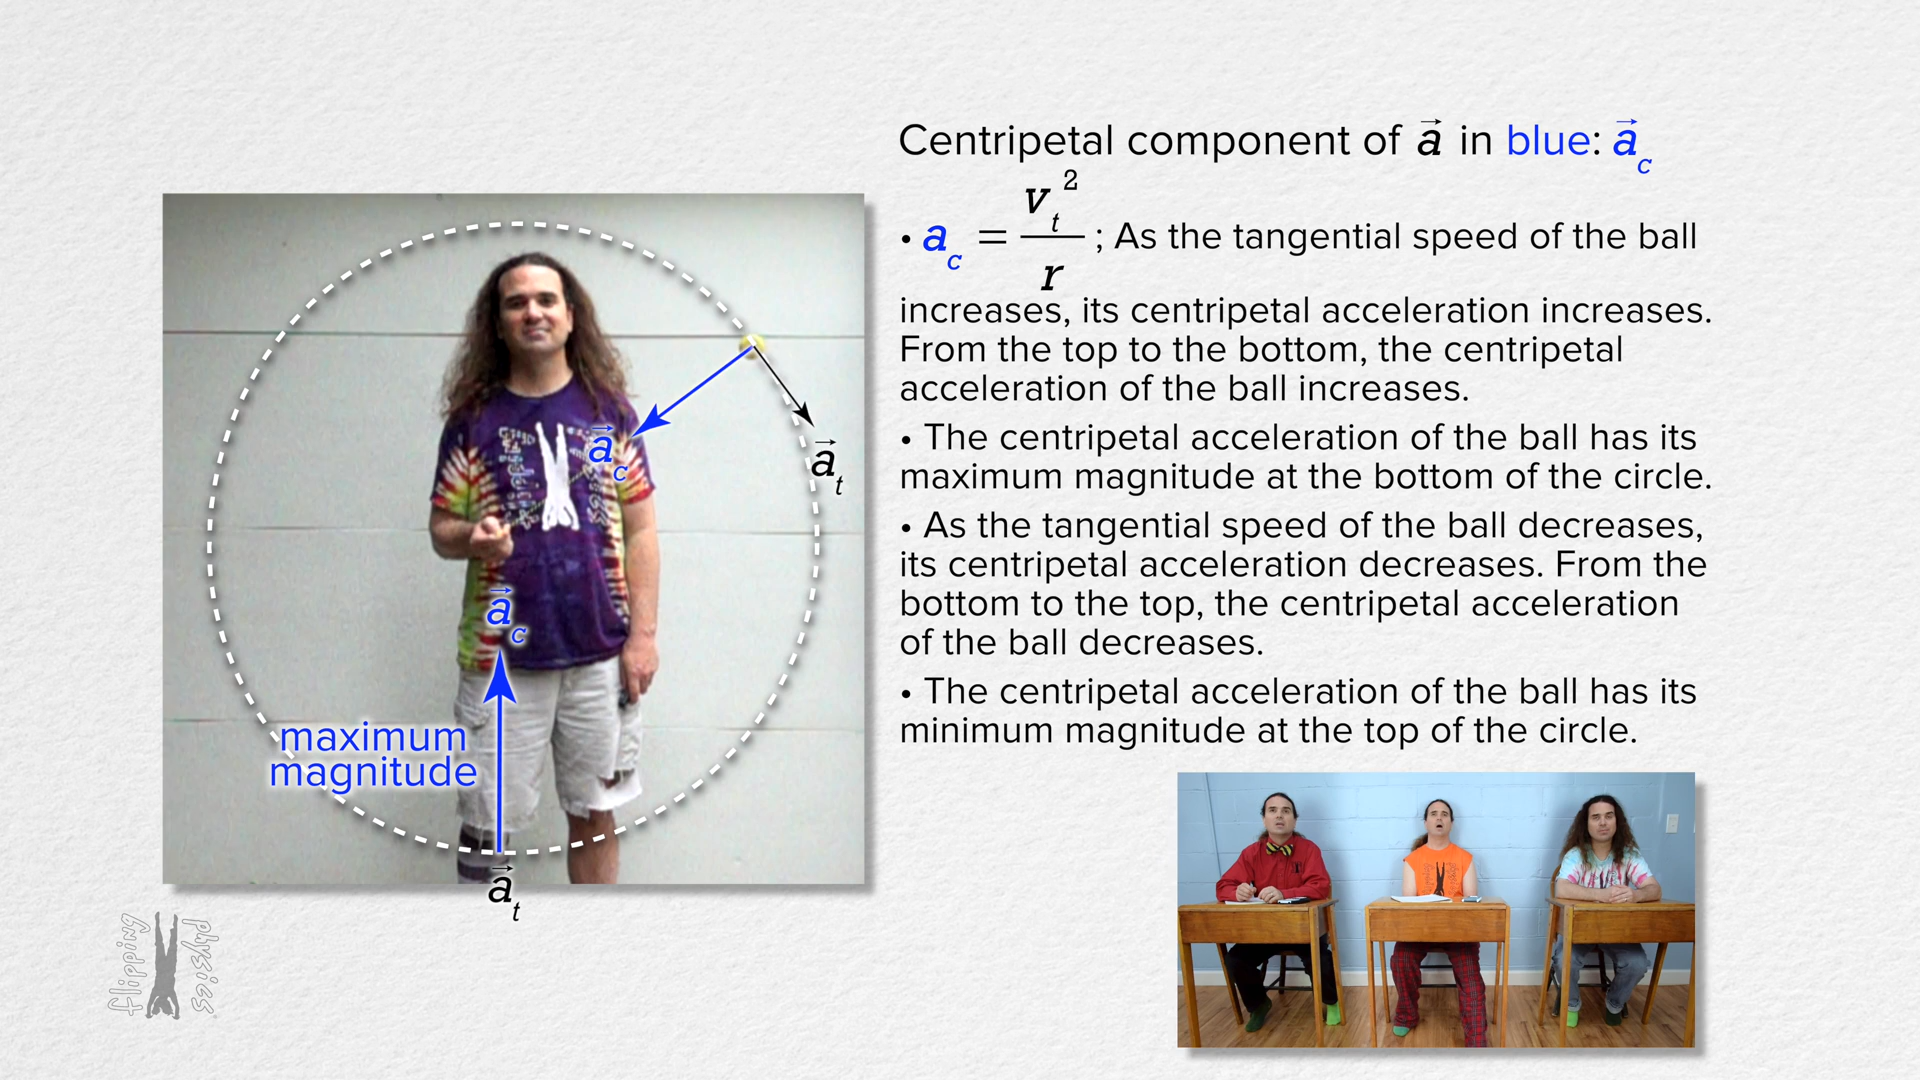 Centripetal component of a⃗ in blue: a⃗c
• ac = vt² / r ; As the tangential speed of the ball
increases, its centripetal acceleration increases.
From the top to the bottom, the centripetal
acceleration of the ball increases.
• The centripetal acceleration of the ball has its
maximum magnitude at the bottom of the circle.
• As the tangential speed of the ball decreases,
its centripetal acceleration decreases. From the
bottom to the top, the centripetal acceleration
of the ball decreases.
• The centripetal acceleration of the ball has its
minimum magnitude at the top of the circle.
a⃗c
a⃗t
a⃗c
maximum
magnitude
a⃗t
flipping
physics